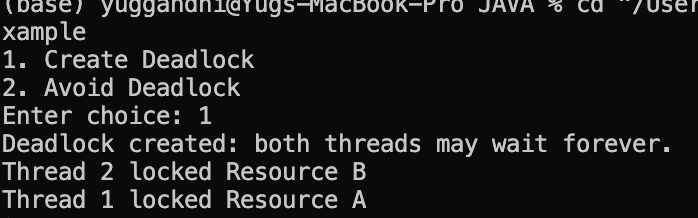 (base) yuggandhi@Yugs-MacBook-Pro JAVA % cd "/User
xample
1. Create Deadlock
2. Avoid Deadlock
Enter choice: 1
Deadlock created: both threads may wait forever.
Thread 2 locked Resource B
Thread 1 locked Resource A